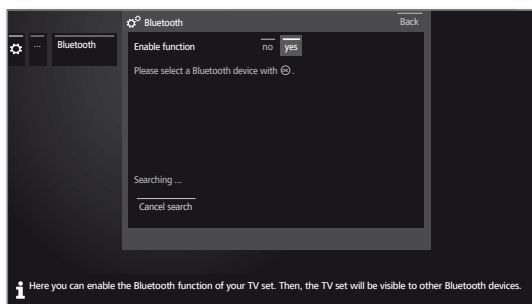 Bluetooth
Back
... Bluetooth
Enable function no yes
Please select a Bluetooth device with OK.
Searching ...
Cancel search
Here you can enable the Bluetooth function of your TV set. Then, the TV set will be visible to other Bluetooth devices.